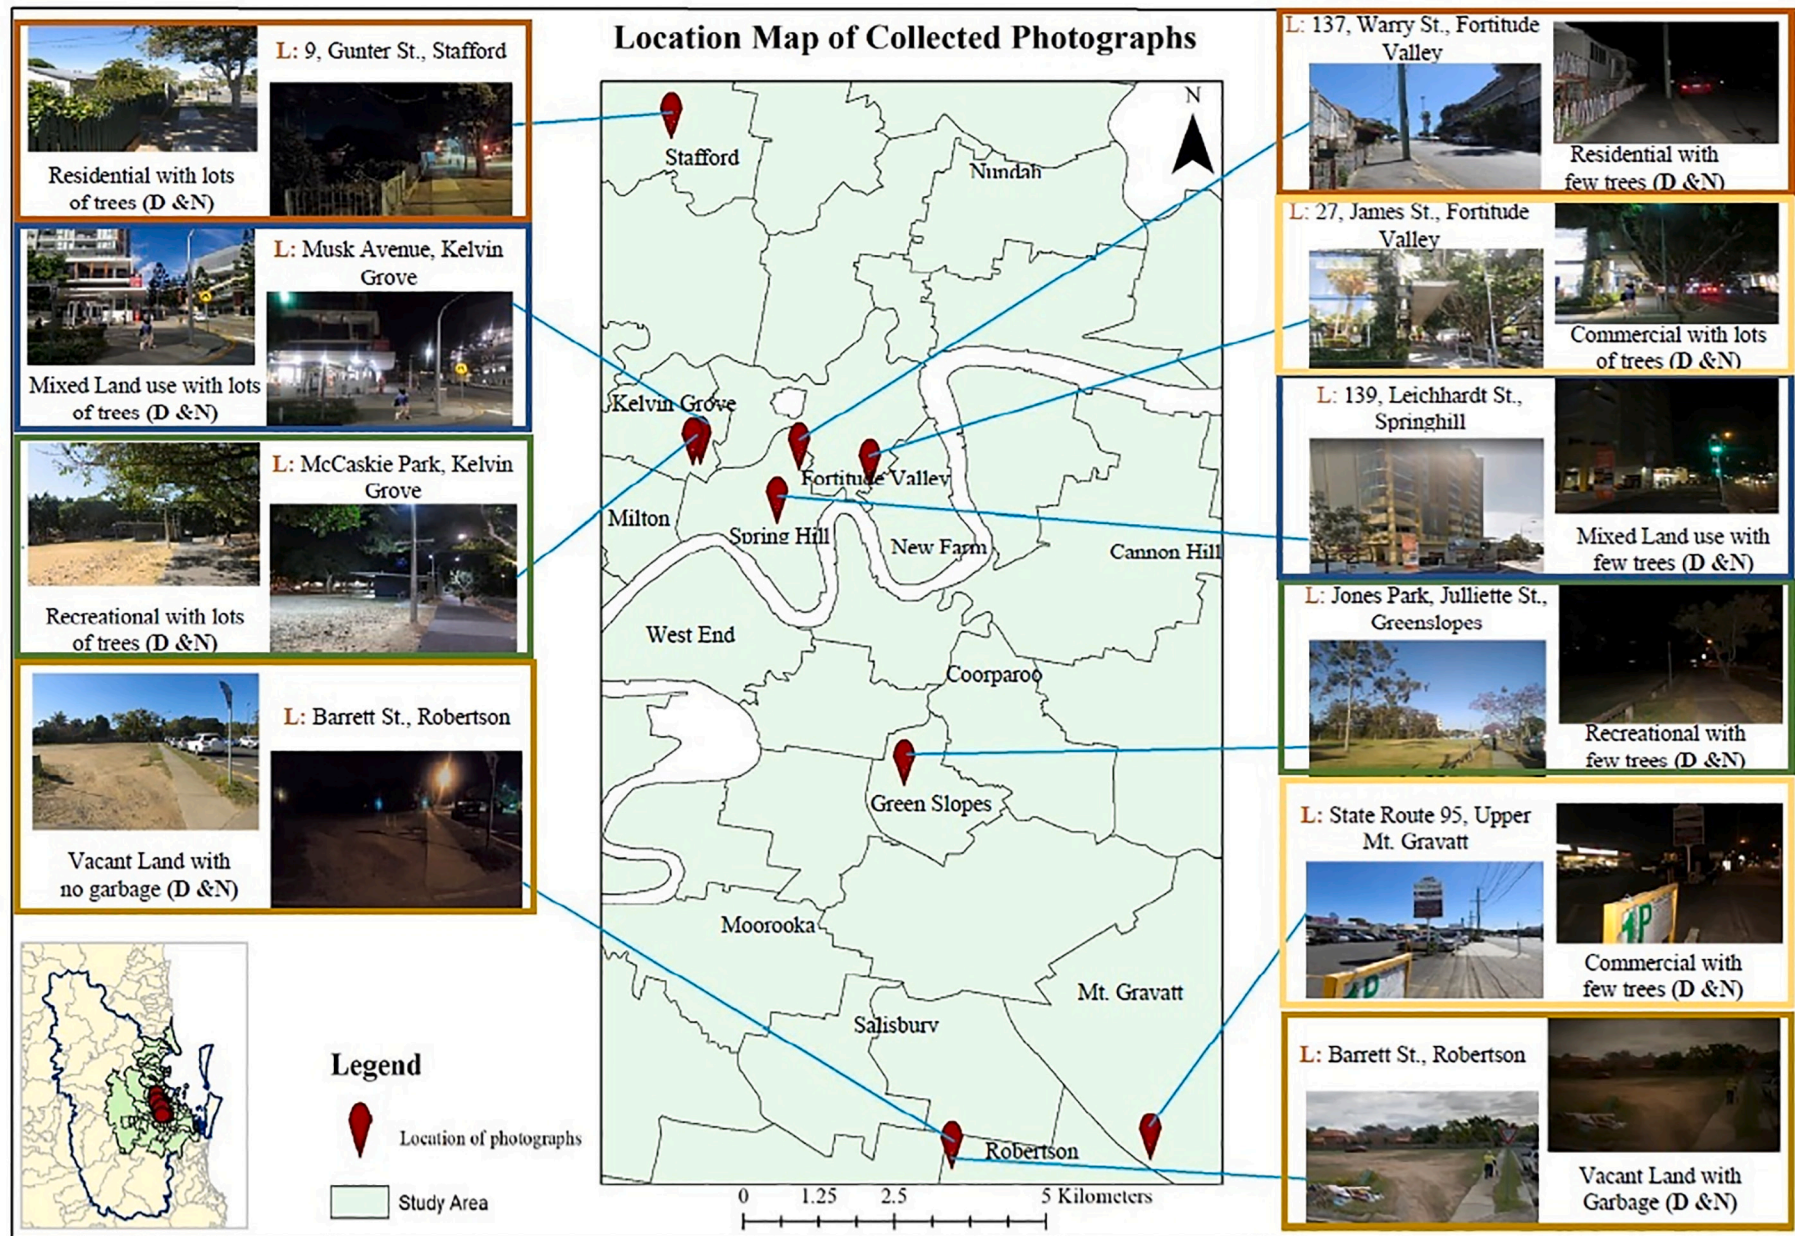 Location Map of Collected Photographs
L: 9, Gunter St., Stafford
Residential with lots
of trees (D &N)
L: Musk Avenue, Kelvin
Grove
Mixed Land use with lots
of trees (D &N)
L: McCaskie Park, Kelvin
Grove
Recreational with lots
of trees (D &N)
L: Barrett St., Robertson
Vacant Land with
no garbage (D &N)
N
Stafford
Nundah
Kelvin Grove
Fortitude Valley
Milton
Spring Hill
New Farm
Cannon Hill
West End
Coorparoo
Green Slopes
Moorooka
Mt. Gravatt
Salisbury
Robertson
0 1.25 2.5 5 Kilometers
Legend
Location of photographs
Study Area
L: 137, Warry St., Fortitude
Valley
Residential with
few trees (D &N)
L: 27, James St., Fortitude
Valley
Commercial with lots
of trees (D &N)
L: 139, Leichhardt St.,
Springhill
Mixed Land use with
few trees (D &N)
L: Jones Park, Julliette St.,
Greenslopes
Recreational with
few trees (D &N)
L: State Route 95, Upper
Mt. Gravatt
1P
1P
Commercial with
few trees (D &N)
L: Barrett St., Robertson
Vacant Land with
Garbage (D &N)